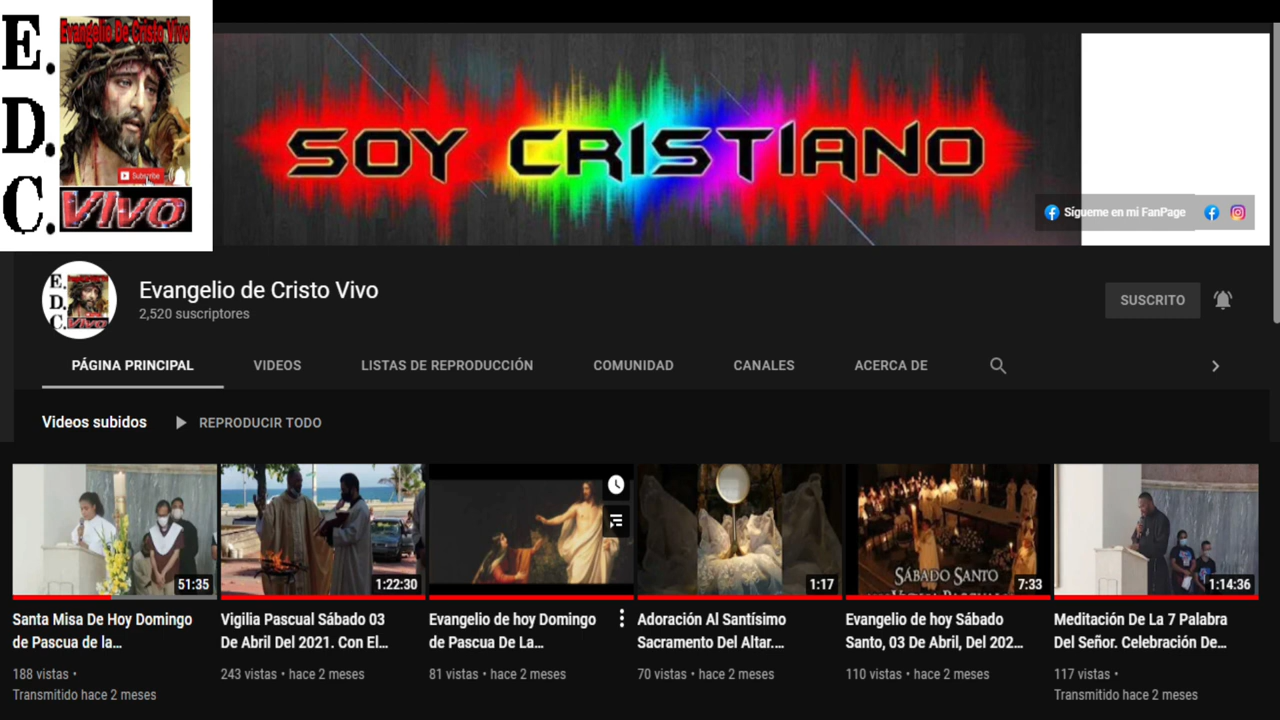 E.
D.
C.
Evangelio De Cristo Vivo
Subscribe
Vivo
SOY CRISTIANO
Sígueme en mi FanPage
Evangelio de Cristo Vivo
2,520 suscriptores
SUSCRITO
PÁGINA PRINCIPAL VIDEOS LISTAS DE REPRODUCCIÓN COMUNIDAD CANALES ACERCA DE
Videos subidos REPRODUCIR TODO
51:35
Santa Misa De Hoy Domingo
de Pascua de la...
188 vistas •
Transmitido hace 2 meses
1:22:30
Vigilia Pascual Sábado 03
De Abril Del 2021. Con El...
243 vistas • hace 2 meses
Evangelio de hoy Domingo
de Pascua De La...
81 vistas • hace 2 meses
1:17
Adoración Al Santísimo
Sacramento Del Altar....
70 vistas • hace 2 meses
SÁBADO SANTO
7:33
Evangelio de hoy Sábado
Santo, 03 De Abril, Del 202...
110 vistas • hace 2 meses
1:14:36
Meditación De La 7 Palabra
Del Señor. Celebración De...
117 vistas •
Transmitido hace 2 meses